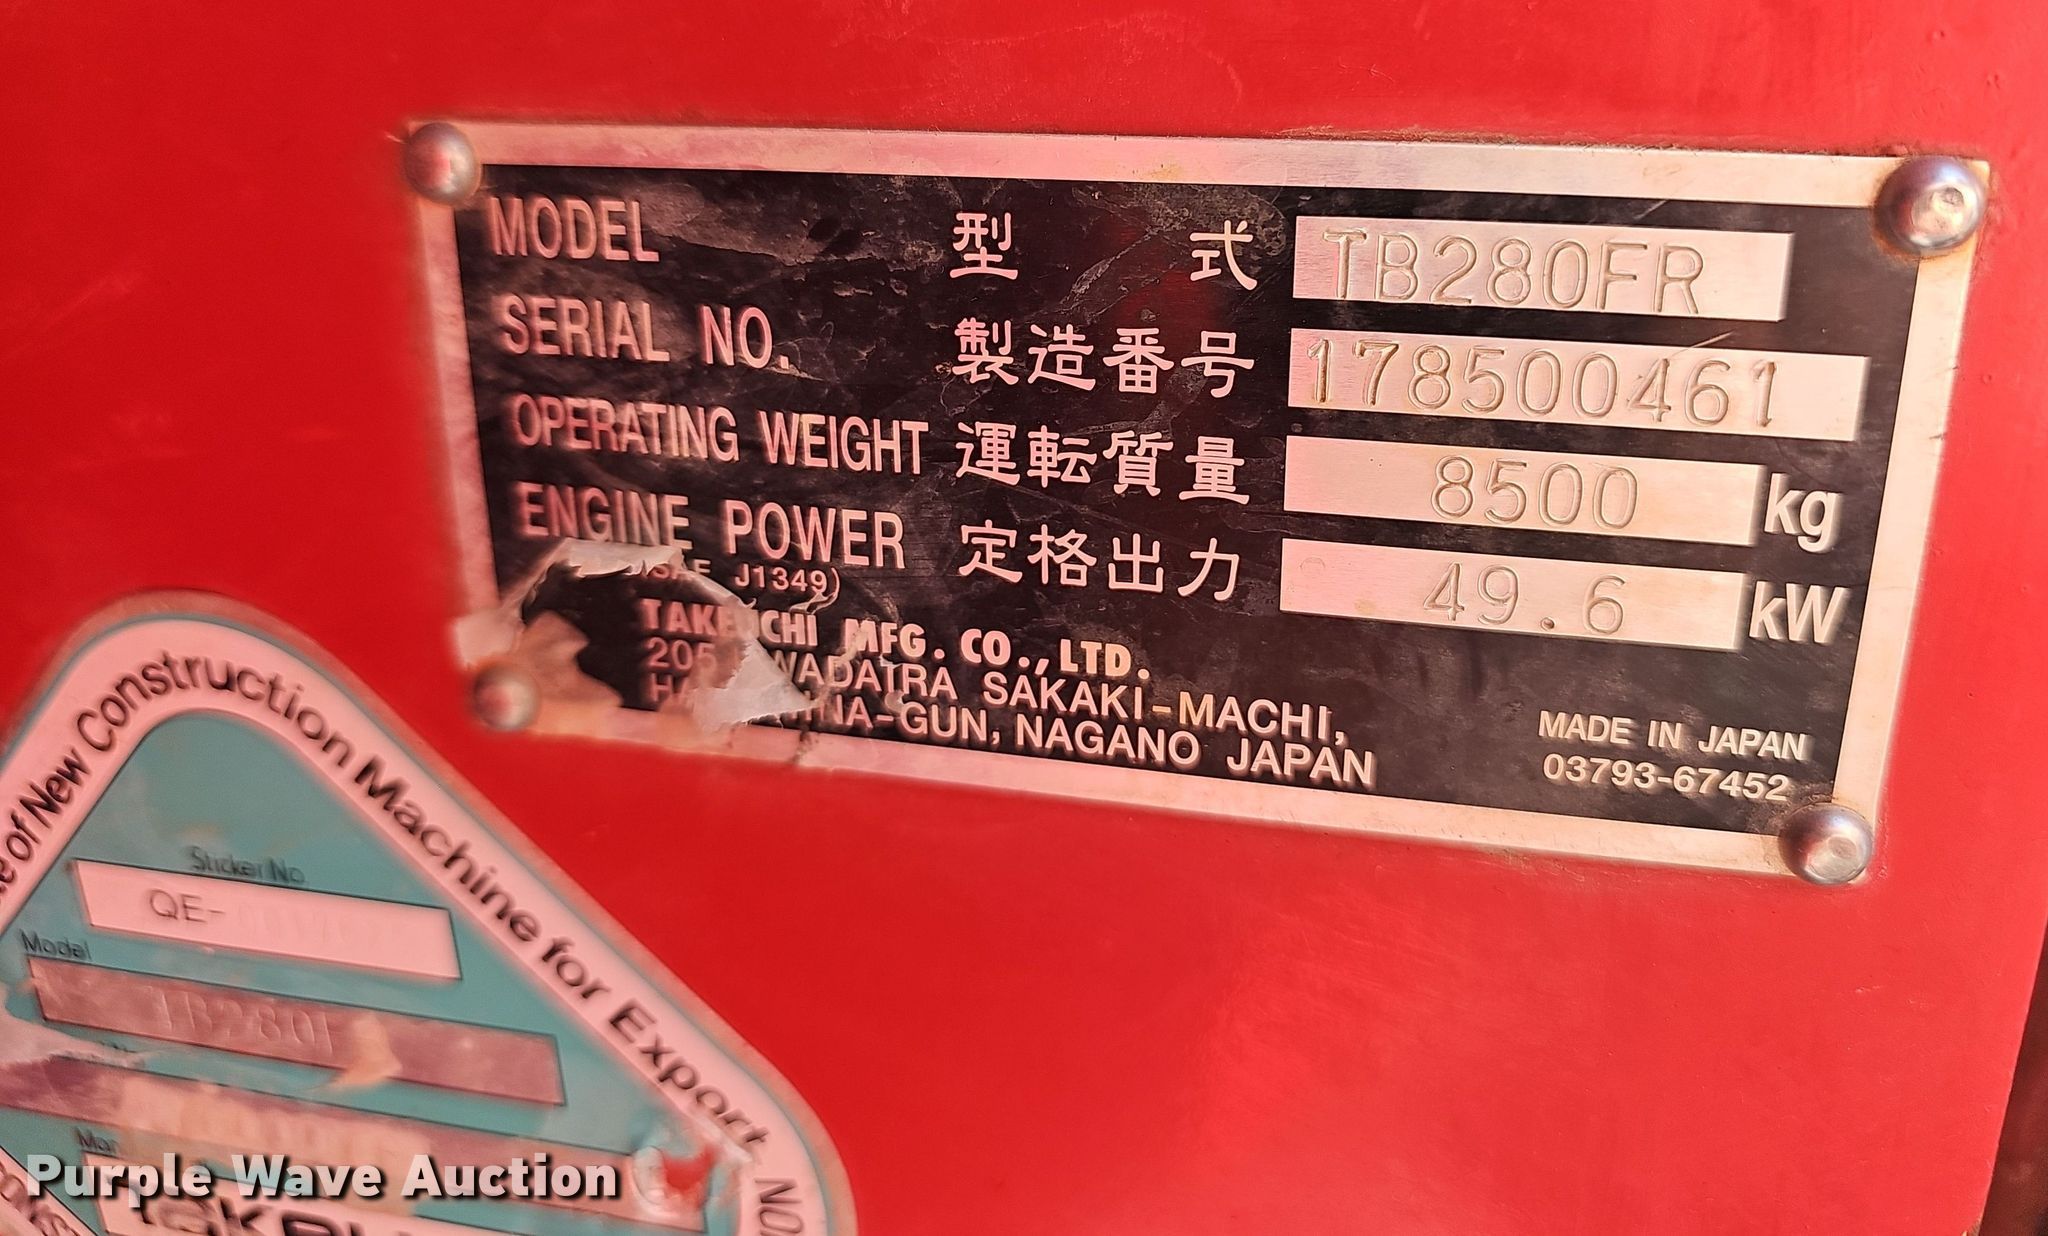 MODEL 型 式 TB280FR
SERIAL NO. 製造番号 178500461
OPERATING WEIGHT 運転質量 8500 kg
ENGINE POWER 定格出力 49.6 kW
J1349)
MFG. CO., LTD.
205 SAKAKI-MACHI,
NAGANO JAPAN
MADE IN JAPAN
03793-67452
of New Construction Machine for Export
Sticker No.
QE-
Model
TB280F
Purple Wave Auction